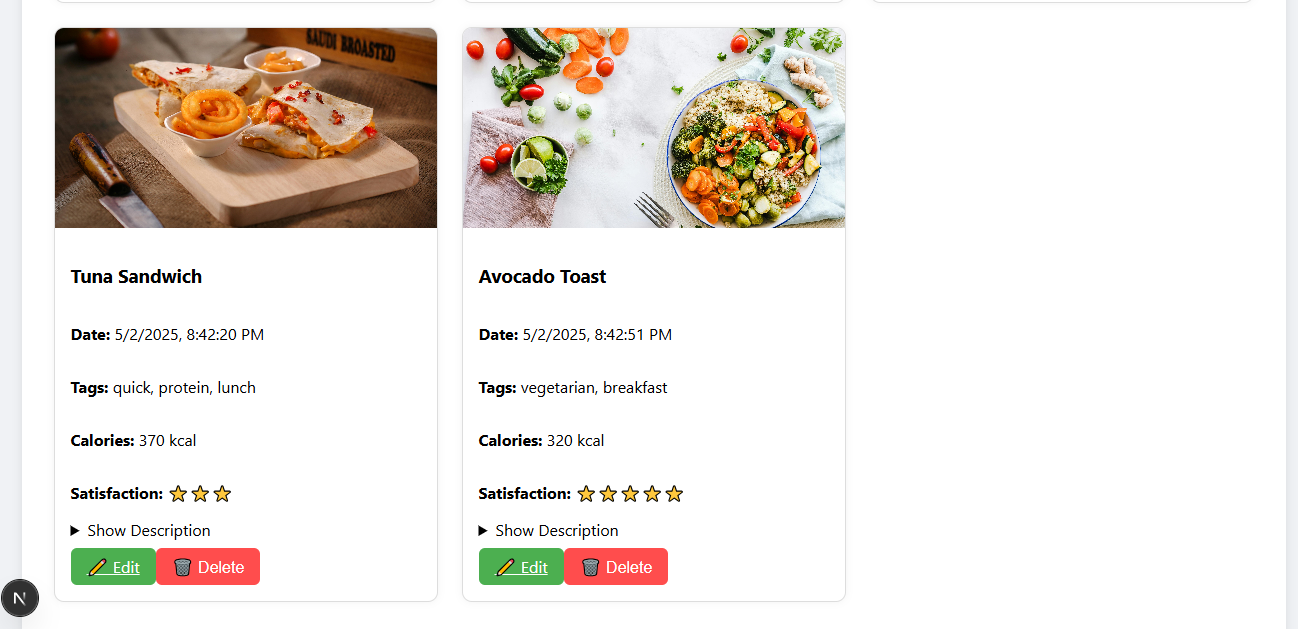 SAUDI BROASTED
Tuna Sandwich
Date: 5/2/2025, 8:42:20 PM
Tags: quick, protein, lunch
Calories: 370 kcal
Satisfaction: ⭐⭐⭐
▶ Show Description
✏️ Edit 🗑️ Delete
Avocado Toast
Date: 5/2/2025, 8:42:51 PM
Tags: vegetarian, breakfast
Calories: 320 kcal
Satisfaction: ⭐⭐⭐⭐⭐
▶ Show Description
✏️ Edit 🗑️ Delete
N